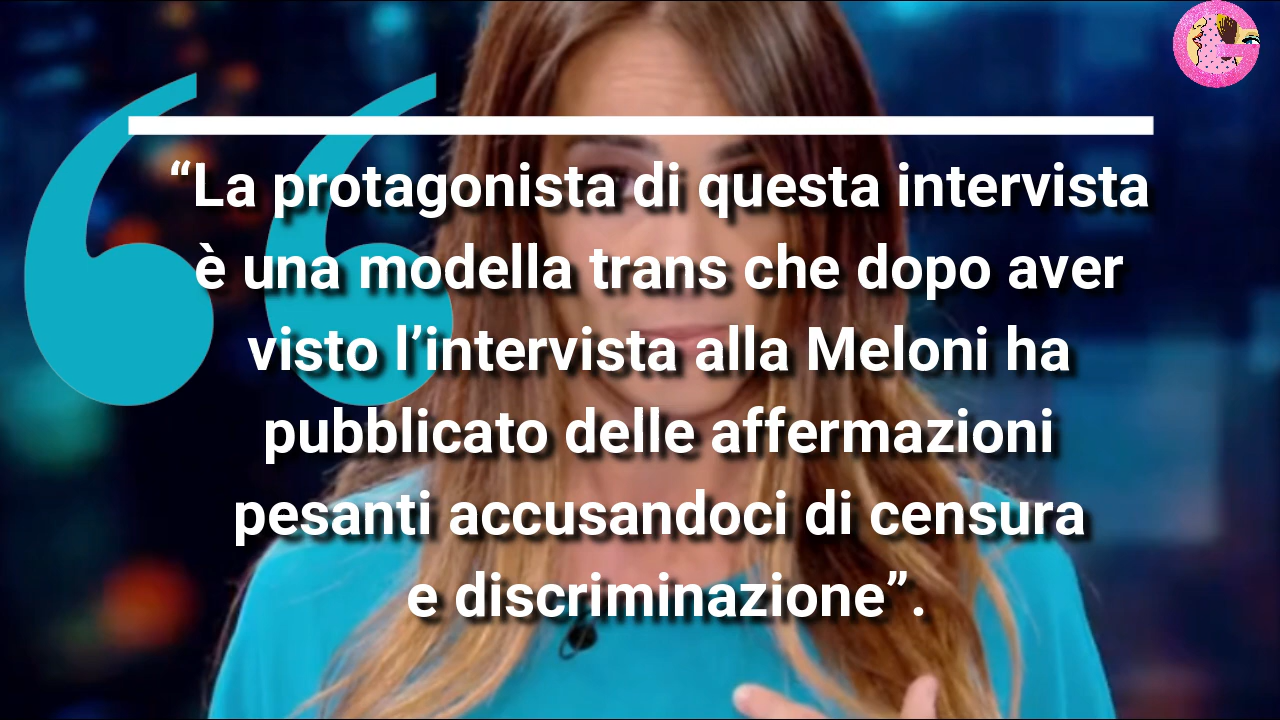 “La protagonista di questa intervista
è una modella trans che dopo aver
visto l’intervista alla Meloni ha
pubblicato delle affermazioni
pesanti accusandoci di censura
e discriminazione”.